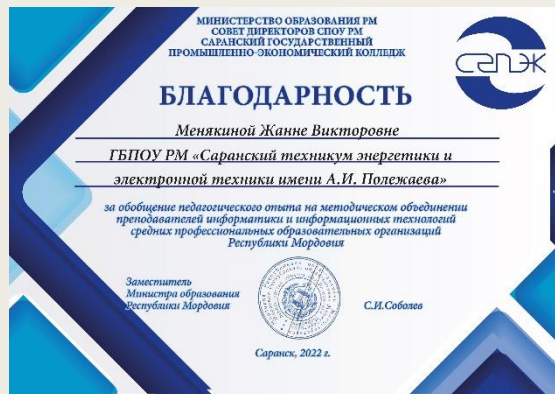 МИНИСТЕРСТВО ОБРАЗОВАНИЯ РМ
СОВЕТ ДИРЕКТОРОВ СПОУ РМ
САРАНСКИЙ ГОСУДАРСТВЕННЫЙ
ПРОМЫШЛЕННО-ЭКОНОМИЧЕСКИЙ КОЛЛЕДЖ
СГПЭК
БЛАГОДАРНОСТЬ
Менякиной Жанне Викторовне
ГБПОУ РМ «Саранский техникум энергетики и
электронной техники имени А.И. Полежаева»
за обобщение педагогического опыта на методическом объединении
преподавателей информатики и информационных технологий
средних профессиональных образовательных организаций
Республики Мордовия
Заместитель
Министра образования
Республики Мордовия
С.И.Соболев
Саранск, 2022 г.